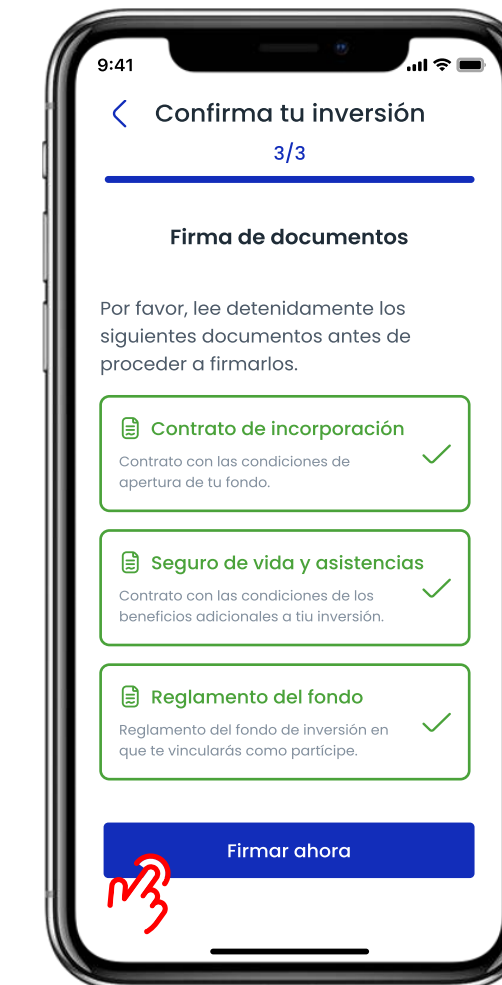 9:41
Confirma tu inversión
3/3
Firma de documentos
Por favor, lee detenidamente los
siguientes documentos antes de
proceder a firmarlos.
Contrato de incorporación
Contrato con las condiciones de
apertura de tu fondo.
Seguro de vida y asistencias
Contrato con las condiciones de los
beneficios adicionales a tiu inversión.
Reglamento del fondo
Reglamento del fondo de inversión en
que te vincularás como partícipe.
Firmar ahora